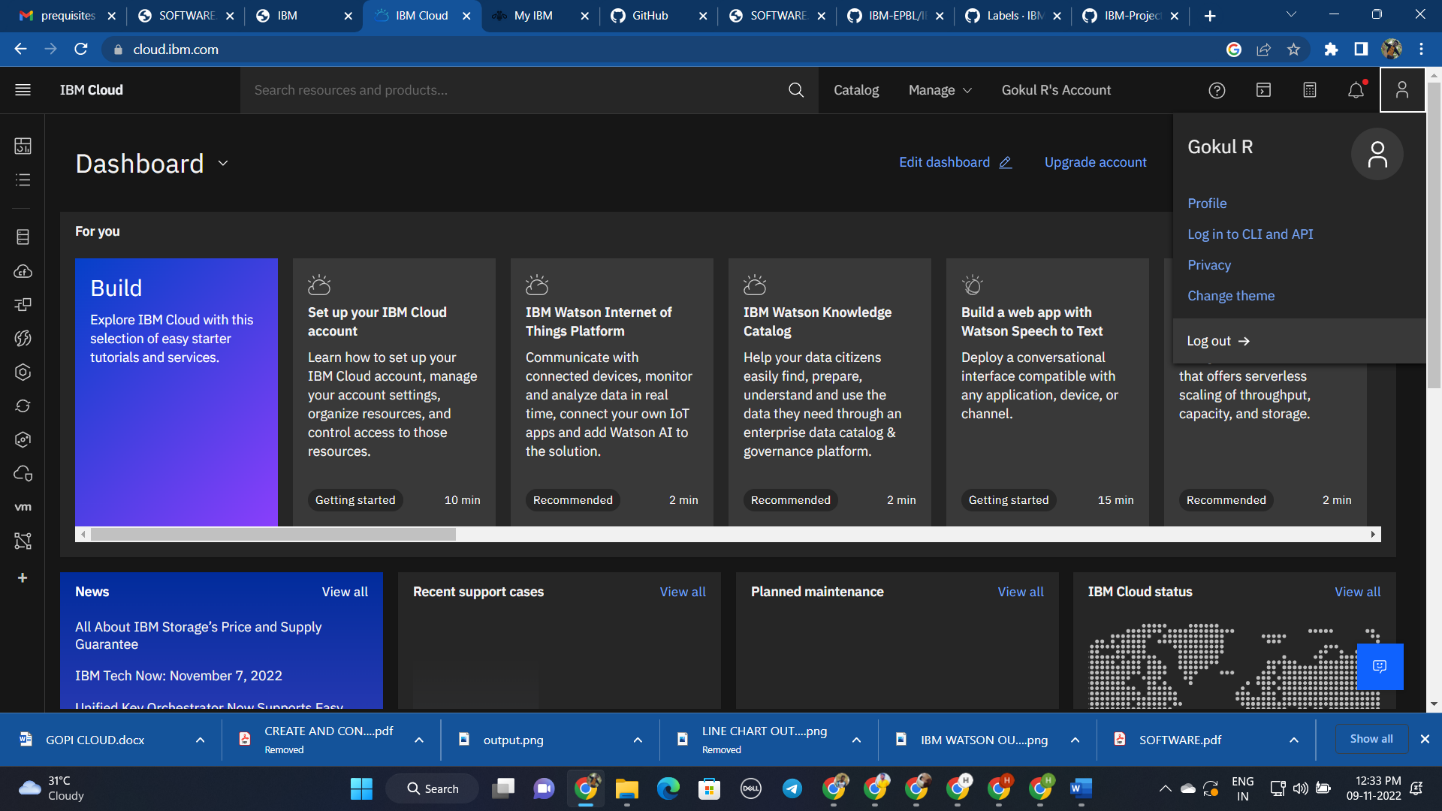 prequisites
SOFTWARE
IBM
IBM Cloud
My IBM
GitHub
SOFTWARE
IBM-EPBL/I
Labels · IBM
IBM-Projec
cloud.ibm.com
IBM Cloud
Search resources and products...
Catalog
Manage
Gokul R's Account
Gokul R
Profile
Log in to CLI and API
Privacy
Change theme
Log out
Dashboard
Edit dashboard
Upgrade account
For you
Build
Explore IBM Cloud with this
selection of easy starter
tutorials and services.
Set up your IBM Cloud
account
Learn how to set up your
IBM Cloud account, manage
your account settings,
organize resources, and
control access to those
resources.
Getting started
10 min
IBM Watson Internet of
Things Platform
Communicate with
connected devices, monitor
and analyze data in real
time, connect your own IoT
apps and add Watson AI to
the solution.
Recommended
2 min
IBM Watson Knowledge
Catalog
Help your data citizens
easily find, prepare,
understand and use the
data they need through an
enterprise data catalog &
governance platform.
Recommended
2 min
Build a web app with
Watson Speech to Text
Deploy a conversational
interface compatible with
any application, device, or
channel.
Getting started
15 min
that offers serverless
scaling of throughput,
capacity, and storage.
Recommended
2 min
vm
News
View all
All About IBM Storage's Price and Supply
Guarantee
IBM Tech Now: November 7, 2022
Unified Key Orchestrator Now Supports Easy
Recent support cases
View all
Planned maintenance
View all
IBM Cloud status
View all
GOPI CLOUD.docx
CREATE AND CON....pdf
Removed
output.png
LINE CHART OUT....png
Removed
IBM WATSON OU....png
SOFTWARE.pdf
Show all
31°C
Cloudy
Search
DELL
H
H
H
ENG
IN
12:33 PM
09-11-2022